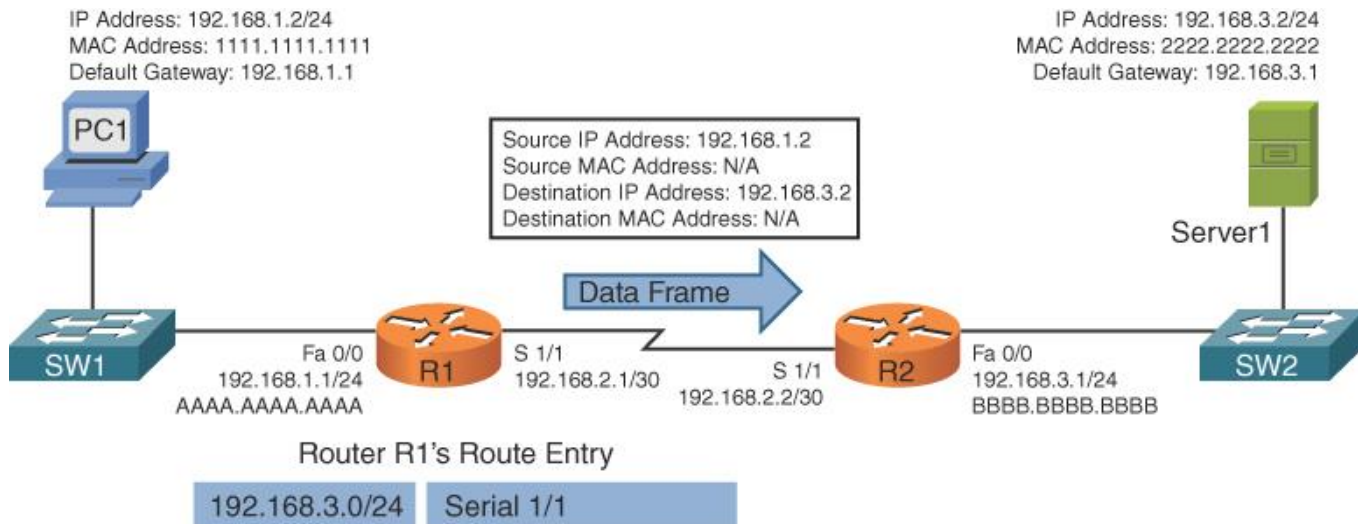 IP Address: 192.168.1.2/24
MAC Address: 1111.1111.1111
Default Gateway: 192.168.1.1
IP Address: 192.168.3.2/24
MAC Address: 2222.2222.2222
Default Gateway: 192.168.3.1
PC1
Source IP Address: 192.168.1.2
Source MAC Address: N/A
Destination IP Address: 192.168.3.2
Destination MAC Address: N/A
Server1
Data Frame
SW1
Fa 0/0
192.168.1.1/24
AAAA.AAAA.AAAA
R1
S 1/1
192.168.2.1/30
S 1/1
192.168.2.2/30
R2
Fa 0/0
192.168.3.1/24
BBBB.BBBB.BBBB
SW2
Router R1's Route Entry
192.168.3.0/24
Serial 1/1